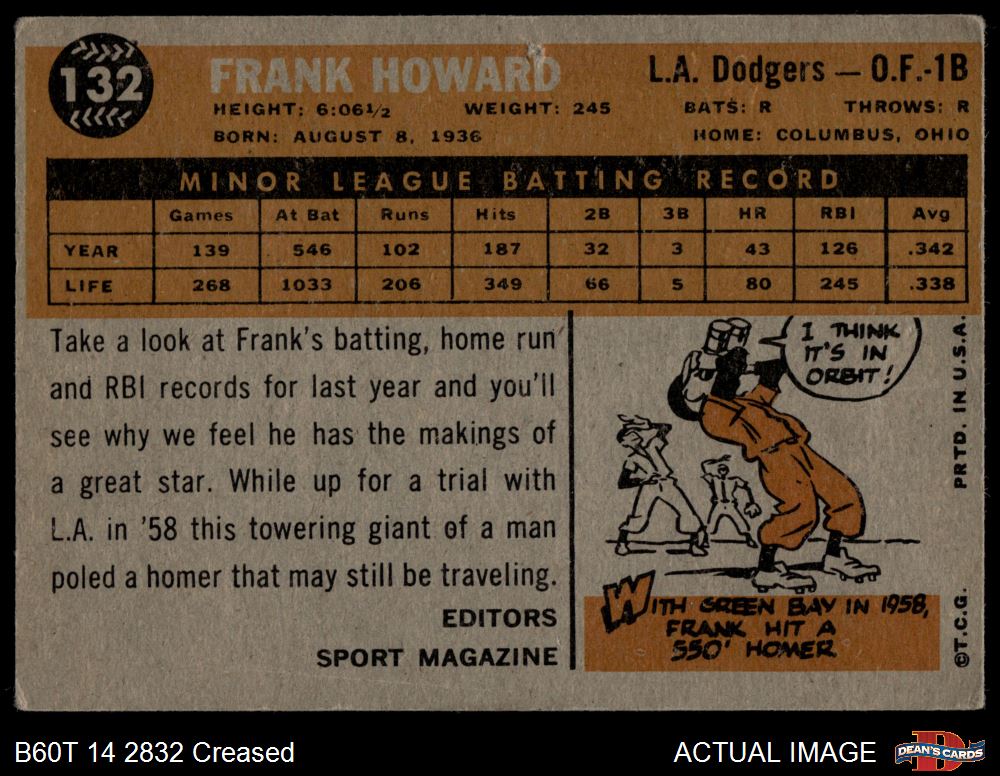 132
FRANK HOWARD
L.A. Dodgers — O.F.-1B
HEIGHT: 6:06½ WEIGHT: 245 BATS: R THROWS: R
BORN: AUGUST 8, 1936 HOME: COLUMBUS, OHIO
MINOR LEAGUE BATTING RECORD
Games At Bat Runs Hits 2B 3B HR RBI Avg
YEAR 139 546 102 187 32 3 43 126 .342
LIFE 268 1033 206 349 66 5 80 245 .338
Take a look at Frank's batting, home run
and RBI records for last year and you'll
see why we feel he has the makings of
a great star. While up for a trial with
L.A. in '58 this towering giant of a man
poled a homer that may still be traveling.
EDITORS
SPORT MAGAZINE
I THINK
IT'S IN
ORBIT!
WITH GREEN BAY IN 1958,
FRANK HIT A
550' HOMER
©T.C.G. PRTD. IN U.S.A.
B60T 14 2832 Creased
ACTUAL IMAGE
D
DEAN'S CARDS